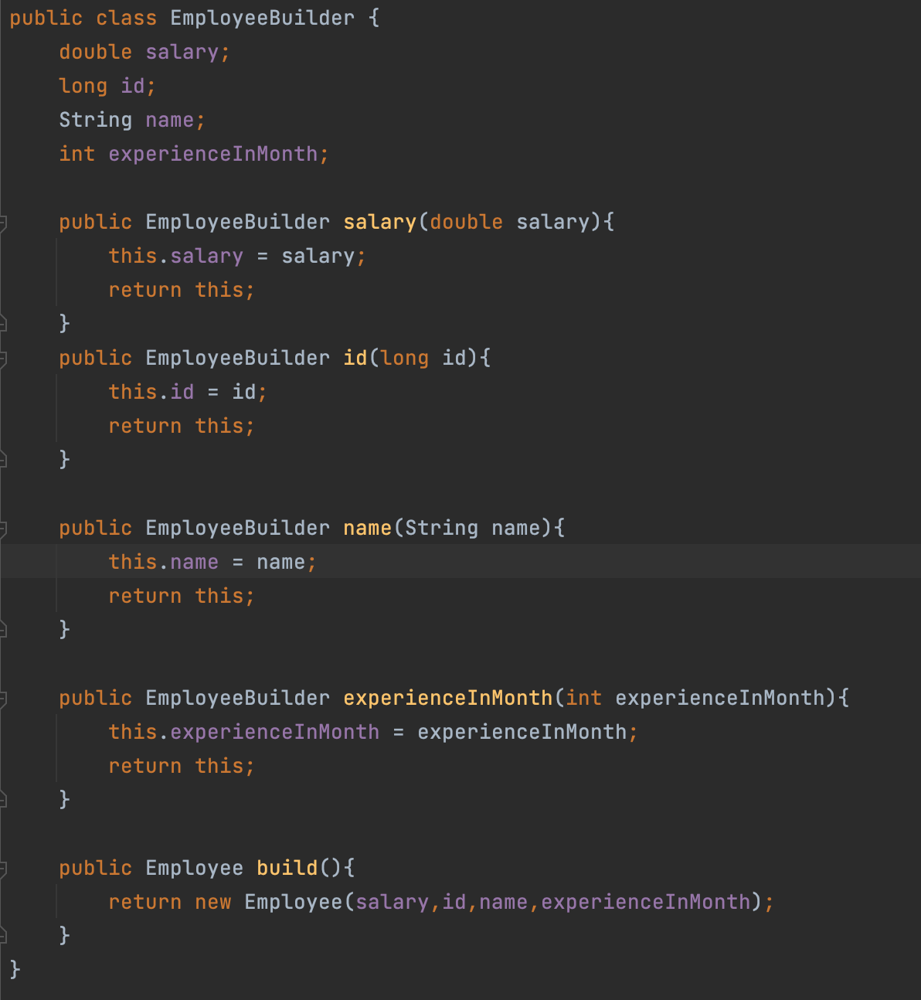 public class EmployeeBuilder {
    double salary;
    long id;
    String name;
    int experienceInMonth;

    public EmployeeBuilder salary(double salary){
        this.salary = salary;
        return this;
    }
    public EmployeeBuilder id(long id){
        this.id = id;
        return this;
    }

    public EmployeeBuilder name(String name){
        this.name = name;
        return this;
    }

    public EmployeeBuilder experienceInMonth(int experienceInMonth){
        this.experienceInMonth = experienceInMonth;
        return this;
    }

    public Employee build(){
        return new Employee(salary,id,name,experienceInMonth);
    }
}